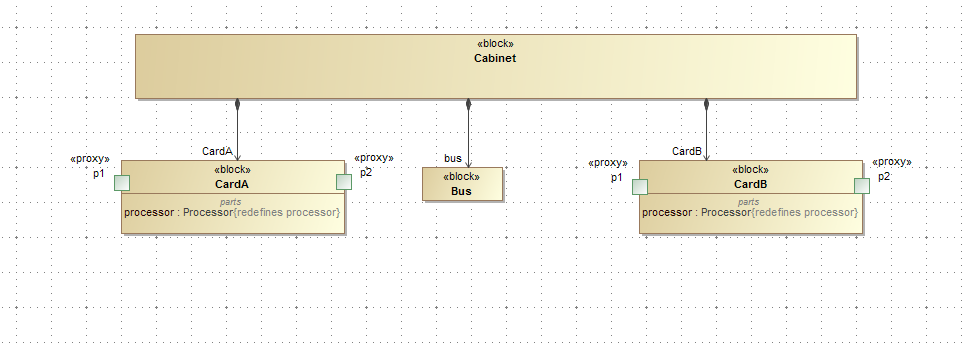 «block»
Cabinet
CardA
bus
CardB
«proxy»
p1
«block»
CardA
parts
processor : Processor{redefines processor}
«proxy»
p2
«block»
Bus
«proxy»
p1
«block»
CardB
parts
processor : Processor{redefines processor}
«proxy»
p2